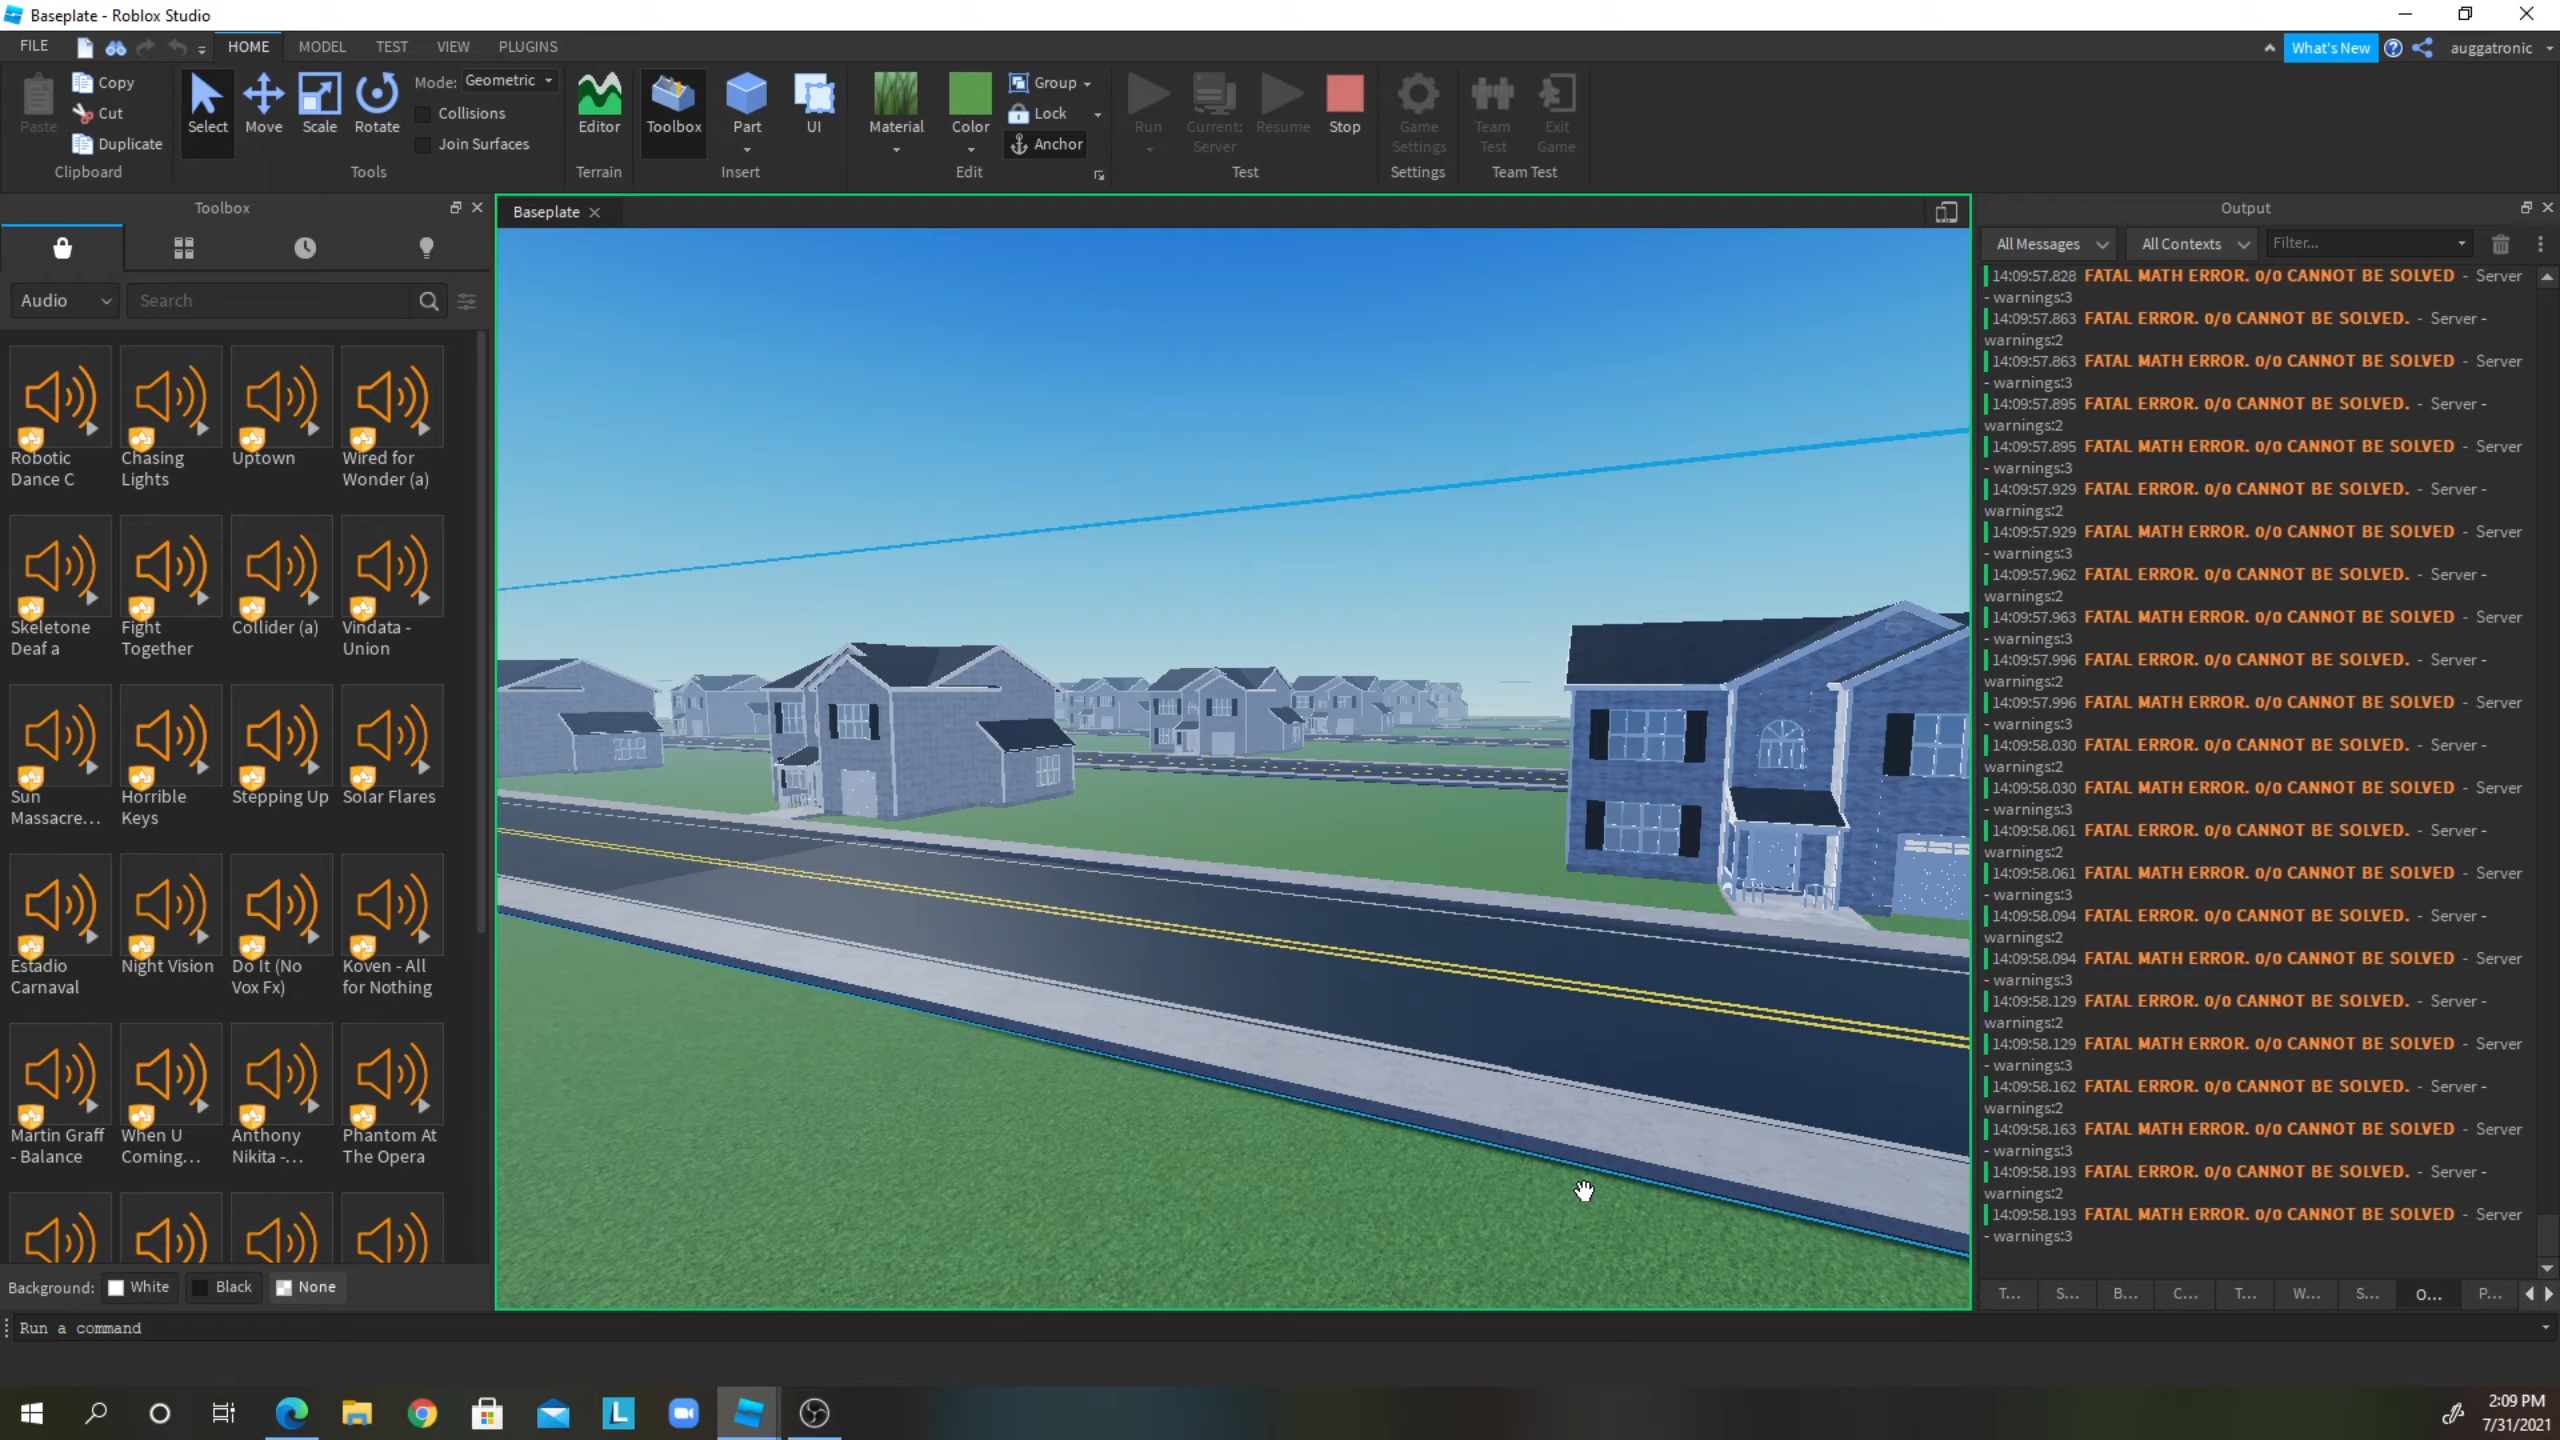 Baseplate - Roblox Studio
FILE
HOME
MODEL
TEST
VIEW
PLUGINS
What's New
auggatronic
Paste
Copy
Cut
Duplicate
Clipboard
Select
Move
Scale
Rotate
Mode: Geometric
Collisions
Join Surfaces
Tools
Editor
Terrain
Toolbox
Part
UI
Insert
Material
Color
Group
Lock
Anchor
Edit
Run
Current: Server
Resume
Stop
Test
Game Settings
Settings
Team Test
Exit Game
Team Test
Toolbox
Audio
Search
Robotic Dance C
Chasing Lights
Uptown
Wired for Wonder (a)
Skeletone Deaf a
Fight Together
Collider (a)
Vindata - Union
Sun Massacre...
Horrible Keys
Stepping Up
Solar Flares
Estadio Carnaval
Night Vision
Do It (No Vox Fx)
Koven - All for Nothing
Martin Graff - Balance
When U Coming...
Anthony Nikita -...
Phantom At The Opera
Background: White Black None
Run a command
Baseplate
Output
All Messages
All Contexts
Filter...
14:09:57.828 FATAL MATH ERROR. 0/0 CANNOT BE SOLVED - Server
- warnings:3
14:09:57.863 FATAL ERROR. 0/0 CANNOT BE SOLVED. - Server -
warnings:2
14:09:57.863 FATAL MATH ERROR. 0/0 CANNOT BE SOLVED - Server
- warnings:3
14:09:57.895 FATAL ERROR. 0/0 CANNOT BE SOLVED. - Server -
warnings:2
14:09:57.895 FATAL MATH ERROR. 0/0 CANNOT BE SOLVED - Server
- warnings:3
14:09:57.929 FATAL ERROR. 0/0 CANNOT BE SOLVED. - Server -
warnings:2
14:09:57.929 FATAL MATH ERROR. 0/0 CANNOT BE SOLVED - Server
- warnings:3
14:09:57.962 FATAL ERROR. 0/0 CANNOT BE SOLVED. - Server -
warnings:2
14:09:57.963 FATAL MATH ERROR. 0/0 CANNOT BE SOLVED - Server
- warnings:3
14:09:57.996 FATAL ERROR. 0/0 CANNOT BE SOLVED. - Server -
warnings:2
14:09:57.996 FATAL MATH ERROR. 0/0 CANNOT BE SOLVED - Server
- warnings:3
14:09:58.030 FATAL ERROR. 0/0 CANNOT BE SOLVED. - Server -
warnings:2
14:09:58.030 FATAL MATH ERROR. 0/0 CANNOT BE SOLVED - Server
- warnings:3
14:09:58.061 FATAL ERROR. 0/0 CANNOT BE SOLVED. - Server -
warnings:2
14:09:58.061 FATAL MATH ERROR. 0/0 CANNOT BE SOLVED - Server
- warnings:3
14:09:58.094 FATAL ERROR. 0/0 CANNOT BE SOLVED. - Server -
warnings:2
14:09:58.094 FATAL MATH ERROR. 0/0 CANNOT BE SOLVED - Server
- warnings:3
14:09:58.129 FATAL ERROR. 0/0 CANNOT BE SOLVED. - Server -
warnings:2
14:09:58.129 FATAL MATH ERROR. 0/0 CANNOT BE SOLVED - Server
- warnings:3
14:09:58.162 FATAL ERROR. 0/0 CANNOT BE SOLVED. - Server -
warnings:2
14:09:58.163 FATAL MATH ERROR. 0/0 CANNOT BE SOLVED - Server
- warnings:3
14:09:58.193 FATAL ERROR. 0/0 CANNOT BE SOLVED. - Server -
warnings:2
14:09:58.193 FATAL MATH ERROR. 0/0 CANNOT BE SOLVED - Server
- warnings:3
T... S... B... C... T... W... S... O... P...
L
2:09 PM
7/31/2021